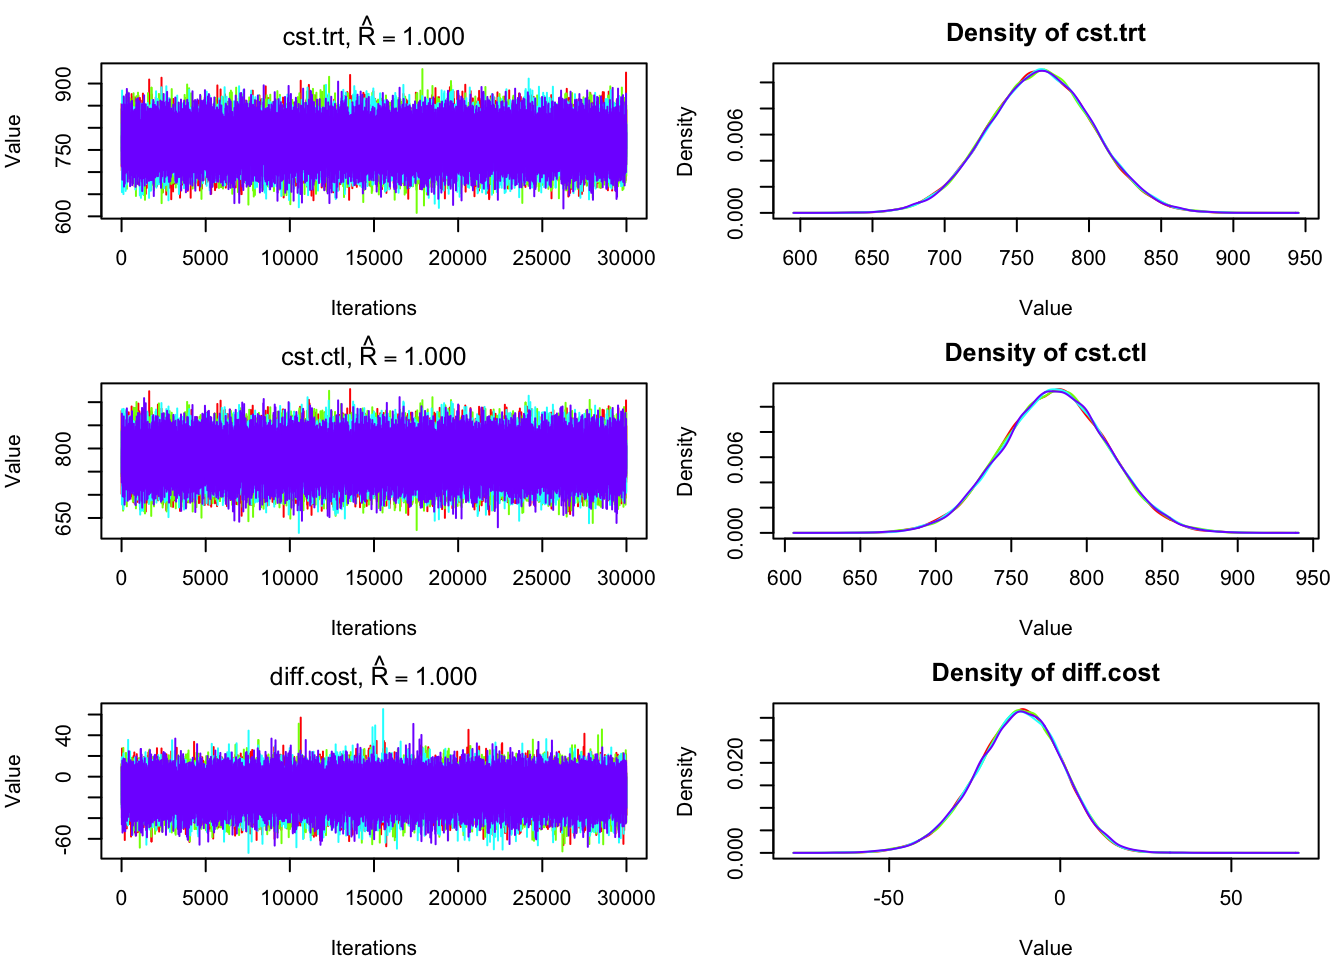 cst.trt, R̂ = 1.000
Value
900
750
600
0 5000 10000 15000 20000 25000 30000
Iterations
Density of cst.trt
Density
0.006
0.000
600 650 700 750 800 850 900 950
Value
cst.ctl, R̂ = 1.000
Value
800
650
0 5000 10000 15000 20000 25000 30000
Iterations
Density of cst.ctl
Density
0.006
0.000
600 650 700 750 800 850 900 950
Value
diff.cost, R̂ = 1.000
Value
40
0
-60
0 5000 10000 15000 20000 25000 30000
Iterations
Density of diff.cost
Density
0.020
0.000
-50 0 50
Value